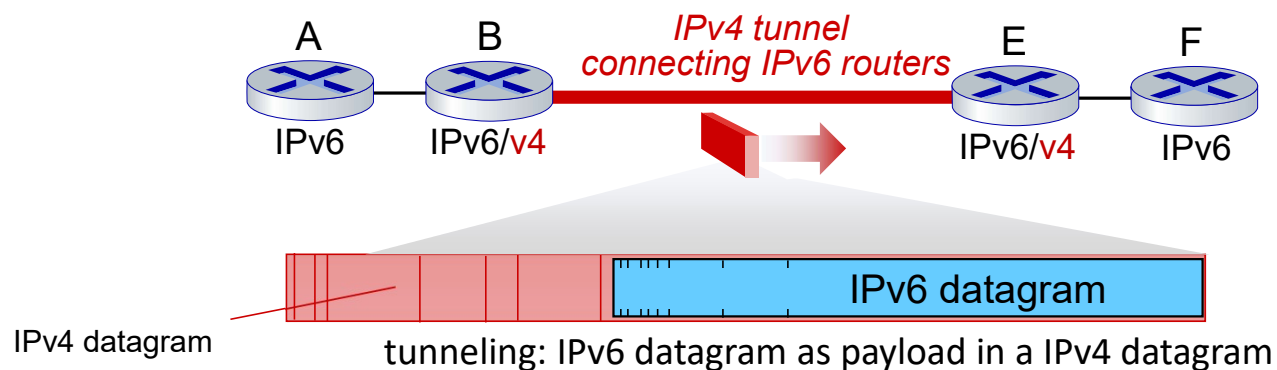 A
B
IPv4 tunnel
connecting IPv6 routers
E
F
IPv6
IPv6/v4
IPv6/v4
IPv6
IPv6 datagram
IPv4 datagram
tunneling: IPv6 datagram as payload in a IPv4 datagram